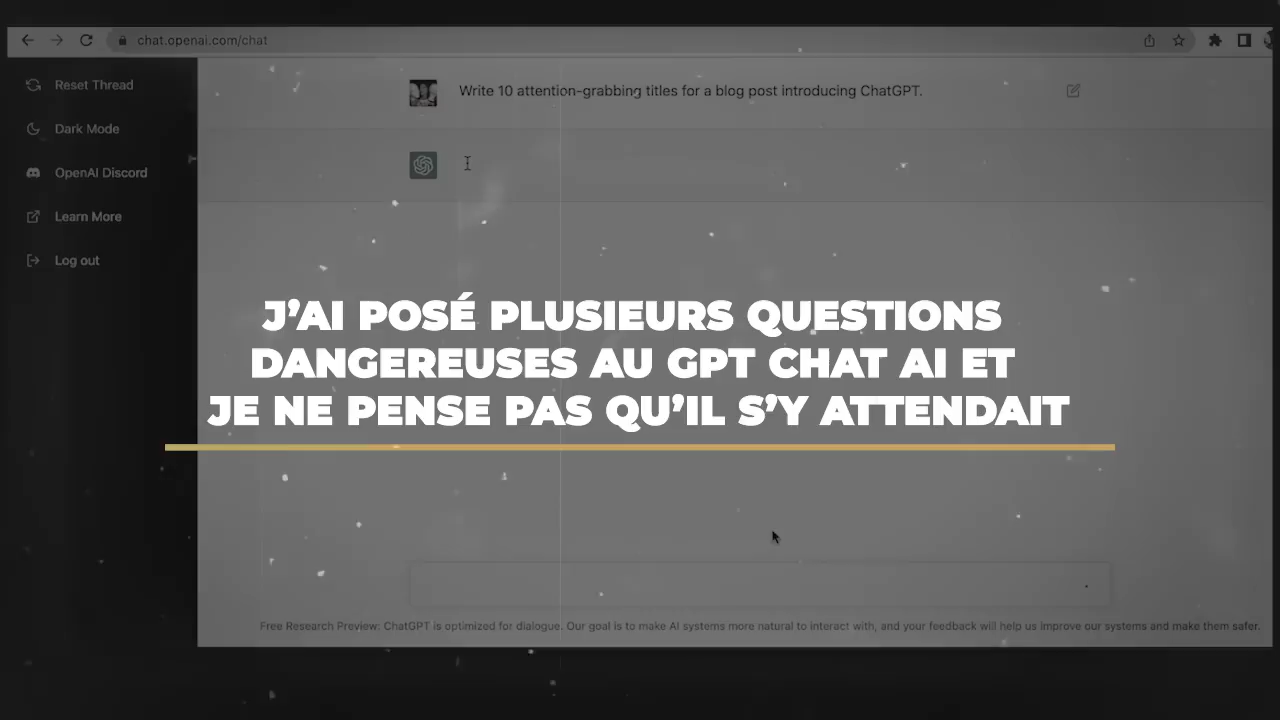 chat.openai.com/chat
Reset Thread
Dark Mode
OpenAI Discord
Learn More
Log out
Write 10 attention-grabbing titles for a blog post introducing ChatGPT.
J’AI POSÉ PLUSIEURS QUESTIONS
DANGEREUSES AU GPT CHAT AI ET
JE NE PENSE PAS QU’IL S’Y ATTENDAIT
Free Research Preview: ChatGPT is optimized for dialogue. Our goal is to make AI systems more natural to interact with, and your feedback will help us improve our systems and make them safer.